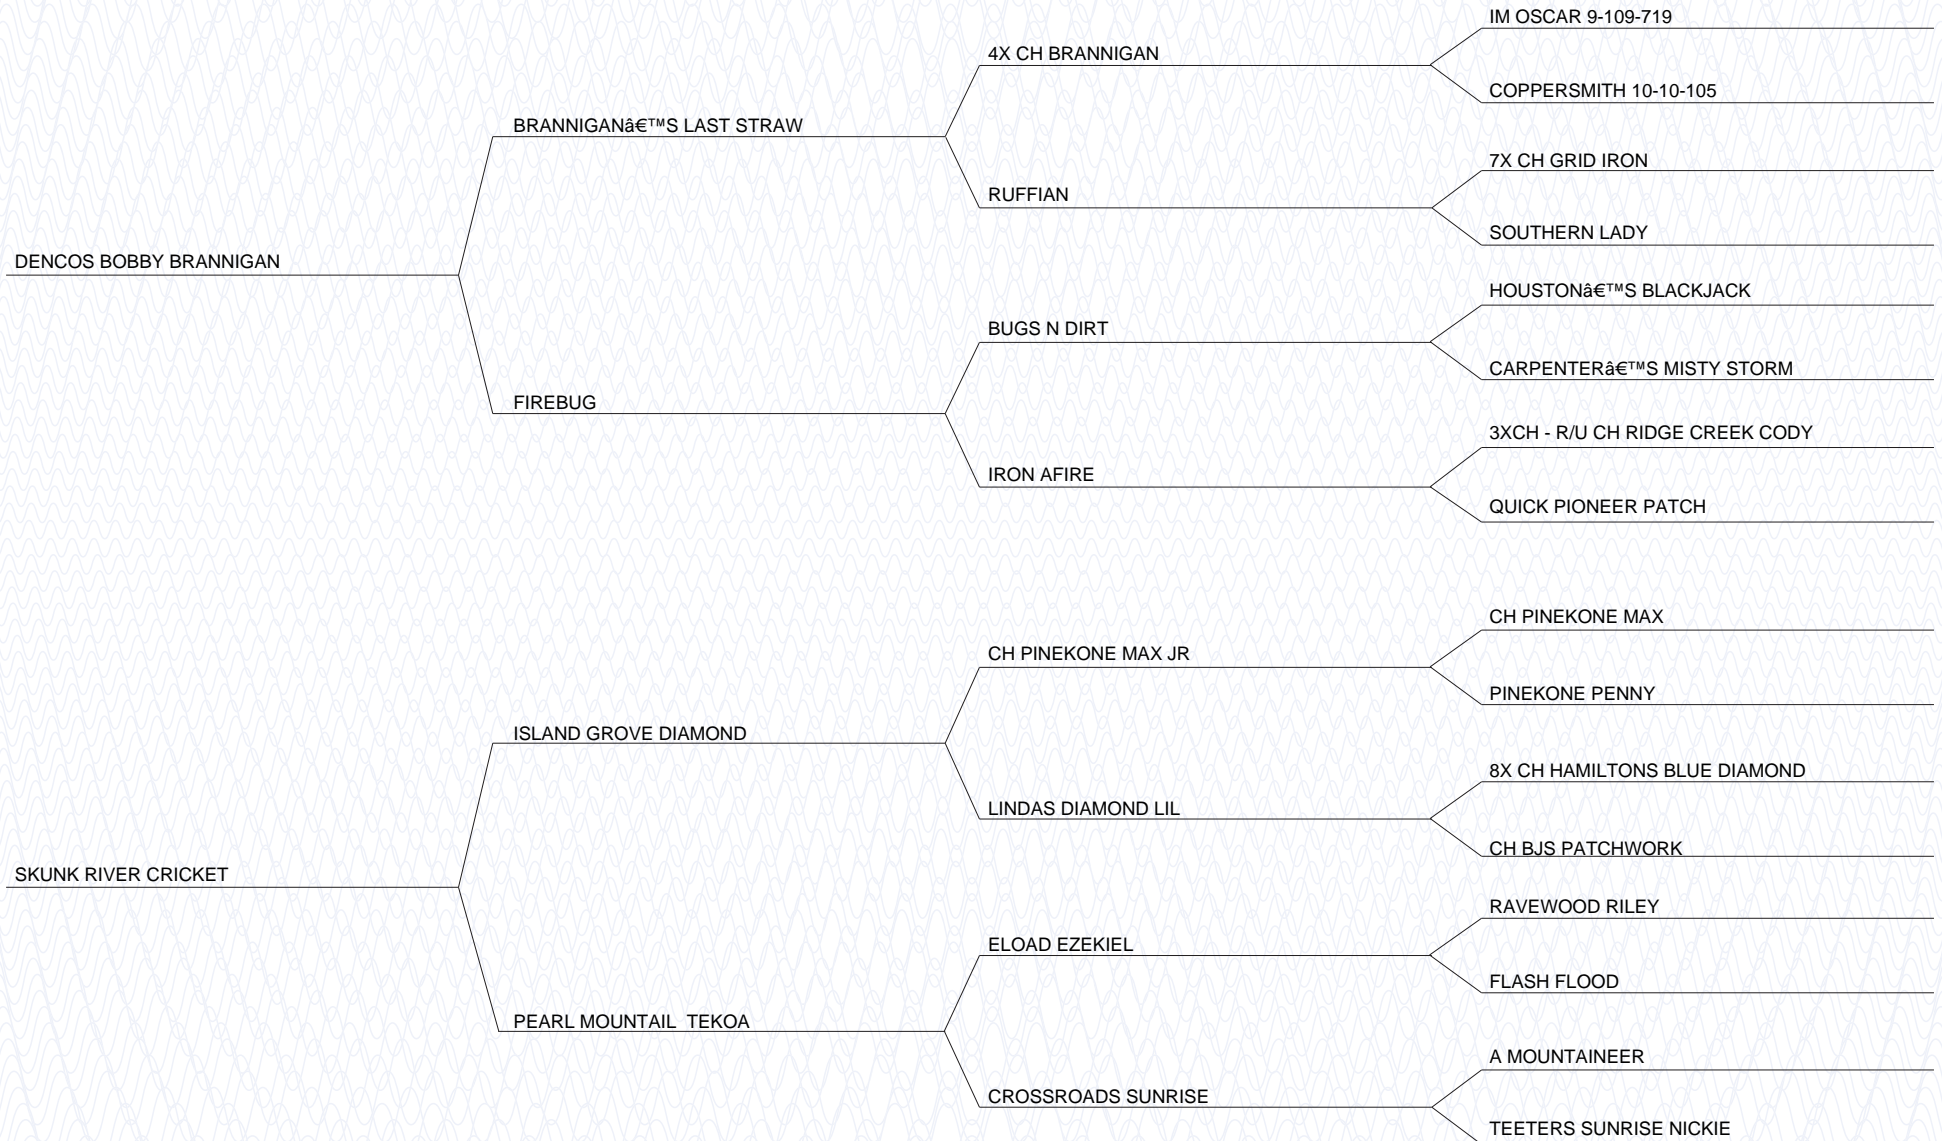 IM OSCAR 9-109-719
4X CH BRANNIGAN
COPPERSMITH 10-10-105
BRANNIGANâ€™S LAST STRAW
7X CH GRID IRON
RUFFIAN
SOUTHERN LADY
DENCOS BOBBY BRANNIGAN
HOUSTONâ€™S BLACKJACK
BUGS N DIRT
CARPENTERâ€™S MISTY STORM
FIREBUG
3XCH - R/U CH RIDGE CREEK CODY
IRON AFIRE
QUICK PIONEER PATCH
CH PINEKONE MAX
CH PINEKONE MAX JR
PINEKONE PENNY
ISLAND GROVE DIAMOND
8X CH HAMILTONS BLUE DIAMOND
LINDAS DIAMOND LIL
CH BJS PATCHWORK
SKUNK RIVER CRICKET
RAVEWOOD RILEY
ELOAD EZEKIEL
FLASH FLOOD
PEARL MOUNTAIL  TEKOA
A MOUNTAINEER
CROSSROADS SUNRISE
TEETERS SUNRISE NICKIE